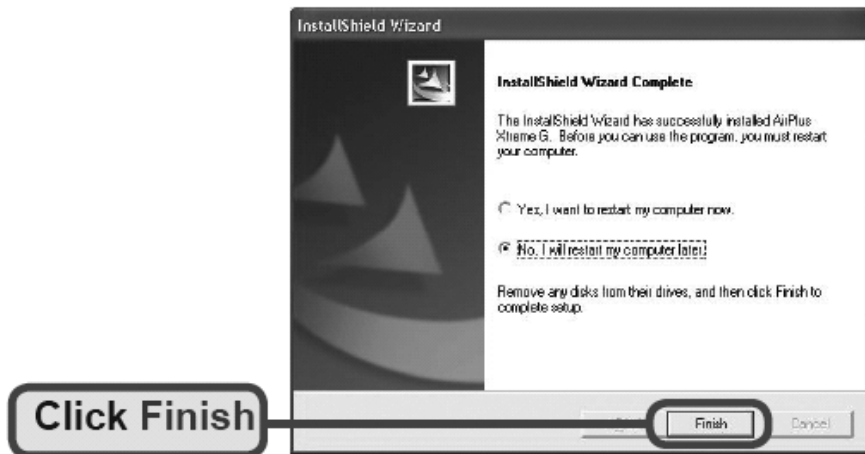 InstallShield Wizard
InstallShield Wizard Complete
The InstallShield Wizard has successfully installed AirPlus
Xtreme G. Before you can use the program, you must restart
your computer.
Yes, I want to restart my computer now.
No, I will restart my computer later.
Remove any disks from their drives, and then click Finish to
complete setup.
Click Finish
Finish
Cancel